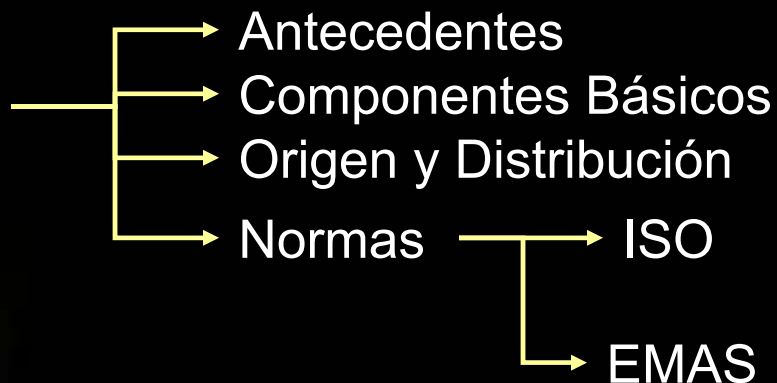 Antecedentes
Componentes Básicos
Origen y Distribución
Normas ISO
EMAS